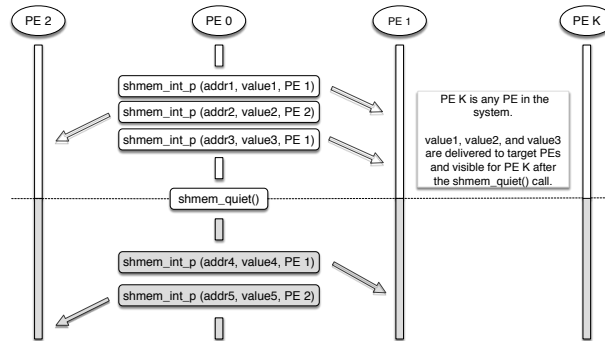 PE 2
PE 0
PE 1
PE K
shmem_int_p (addr1, value1, PE 1)
shmem_int_p (addr2, value2, PE 2)
shmem_int_p (addr3, value3, PE 1)
PE K is any PE in the
system.
value1, value2, and value3
are delivered to target PEs
and visible for PE K after
the shmem_quiet() call.
shmem_quiet()
shmem_int_p (addr4, value4, PE 1)
shmem_int_p (addr5, value5, PE 2)